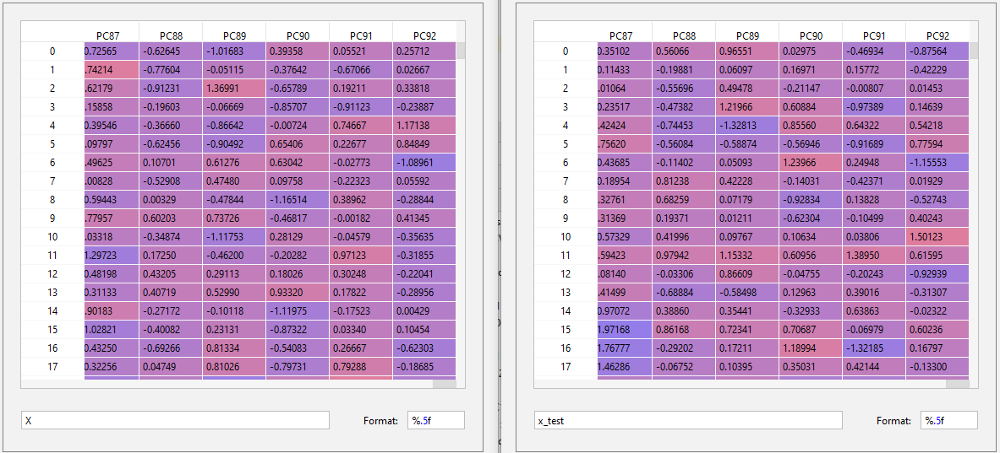 PC87 PC88 PC89 PC90 PC91 PC92
0 0.72565 -0.62645 -1.01683 0.39358 0.05521 0.25712
1 .74214 -0.77604 -0.05115 -0.37642 -0.67066 0.02667
2 .62179 -0.91231 1.36991 -0.65789 0.19211 0.33818
3 .15858 -0.19603 -0.06669 -0.85707 -0.91123 -0.23887
4 0.39546 -0.36660 -0.86642 -0.00724 0.74667 1.17138
5 .09797 -0.62456 -0.90492 0.65406 0.22677 0.84849
6 .49625 0.10701 0.61276 0.63042 -0.02773 -1.08961
7 .00828 -0.52908 0.47480 0.09758 -0.22323 0.05592
8 0.59443 0.00329 -0.47844 -1.16514 0.38962 -0.28844
9 .77957 0.60203 0.73726 -0.46817 -0.00182 0.41345
10 .03318 -0.34874 -1.11753 0.28129 -0.04579 -0.35635
11 1.29723 0.17250 -0.46200 -0.20282 0.97123 -0.31855
12 0.48198 0.43205 0.29113 0.18026 0.30248 -0.22041
13 0.31133 0.40719 0.52990 0.93320 0.17822 -0.28956
14 .90183 -0.27172 -0.10118 -1.11975 -0.17523 0.00429
15 1.02821 -0.40082 0.23131 -0.87322 0.03340 0.10454
16 0.43250 -0.69266 0.81334 -0.54083 0.26667 -0.62303
17 0.32256 0.04749 0.81026 -0.79731 0.79288 -0.18685
X Format: %.5f
PC87 PC88 PC89 PC90 PC91 PC92
0 0.35102 0.56066 0.96551 0.02975 -0.46934 -0.87564
1 0.11433 -0.19881 0.06097 0.16971 0.15772 -0.42229
2 .01064 -0.55696 0.49478 -0.21147 -0.00807 0.01453
3 0.23517 -0.47382 1.21966 0.60884 -0.97389 0.14639
4 .42424 -0.74453 -1.32813 0.85560 0.64322 0.54218
5 .75620 -0.56084 -0.58874 -0.56946 -0.91689 0.77594
6 0.43685 -0.11402 0.05093 1.23966 0.24948 -1.15553
7 0.18954 0.81238 0.42228 -0.14031 -0.42371 0.01929
8 .32761 0.68259 0.07179 -0.92834 0.13828 -0.52743
9 .31369 0.19371 0.01211 -0.62304 -0.10499 0.40243
10 0.57329 0.41996 0.09767 0.10634 0.03806 1.50123
11 .59423 0.97942 1.15332 0.60956 1.38950 0.61595
12 .08140 -0.03306 0.86609 -0.04755 -0.20243 -0.92939
13 .41499 -0.68884 -0.58498 0.12963 0.39016 -0.31307
14 0.97072 0.38860 0.35441 -0.32933 0.63863 -0.02322
15 1.97168 0.86168 0.72341 0.70687 -0.06979 0.60236
16 1.76777 -0.29202 0.17211 1.18994 -1.32185 0.16797
17 1.46286 -0.06752 0.10395 0.35031 0.42144 -0.13300
x_test Format: %.5f